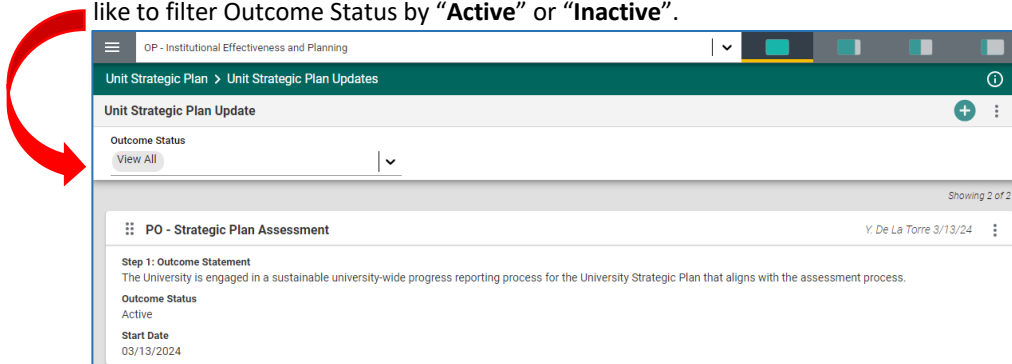 like to filter Outcome Status by “Active” or “Inactive”.
OP - Institutional Effectiveness and Planning
Unit Strategic Plan > Unit Strategic Plan Updates
Unit Strategic Plan Update
Outcome Status
View All
Showing 2 of 2
PO - Strategic Plan Assessment
Y. De La Torre 3/13/24
Step 1: Outcome Statement
The University is engaged in a sustainable university-wide progress reporting process for the University Strategic Plan that aligns with the assessment process.
Outcome Status
Active
Start Date
03/13/2024